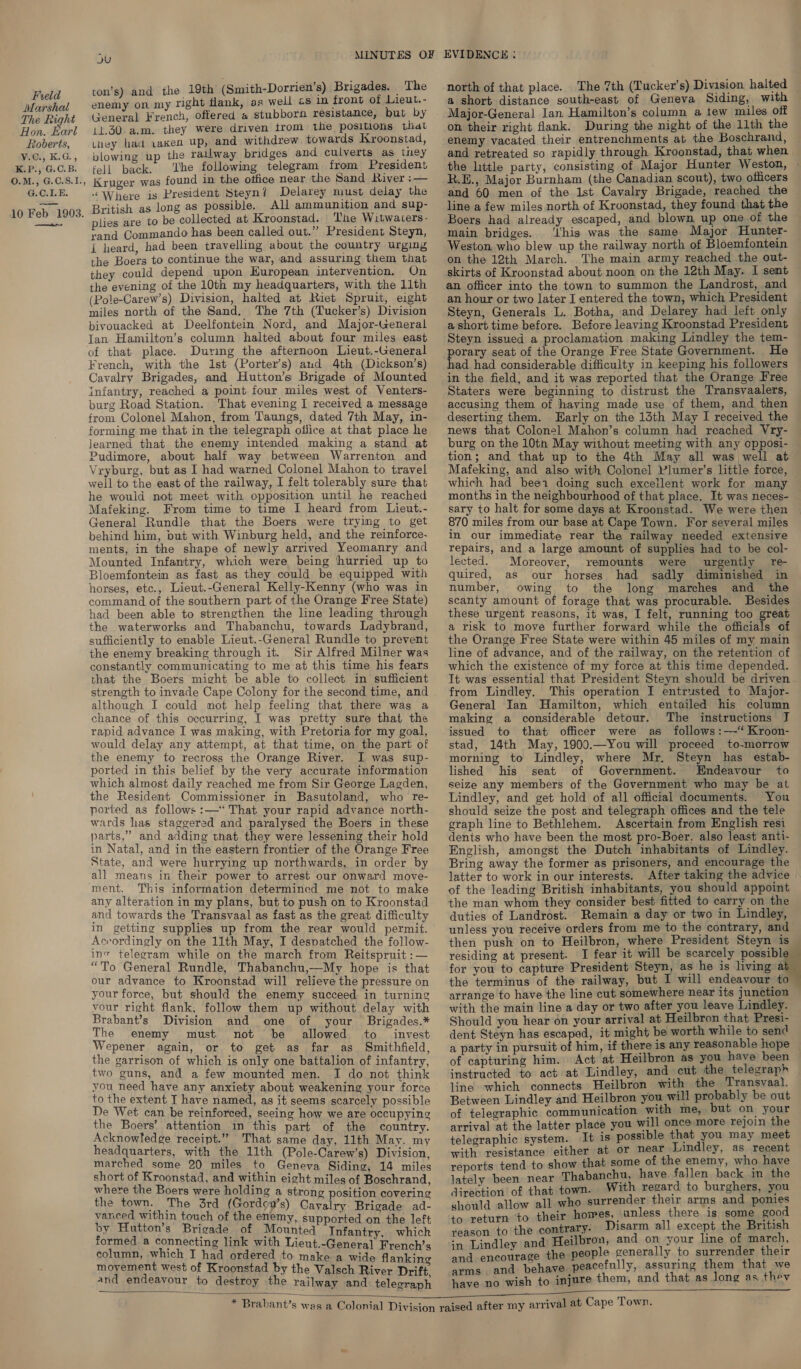 50
MINUTES OF EVIDENCE:
Field
Marshal
The Right
Hon. Earl
Roberts,
V.C., K.G.,
K.P., G.C.B.
O.M., G.C.S.I.,
G.C.I.E.
10 Feb 1903.
ton's) and the 19th (Smith-Dorrien's) Brigades. The
enemy on my right flank, as well as in front of Lieut.-
General French, offered a stubborn resistance, but by
11.30 a.m. they were driven from the positions that
they had taken up, and withdrew towards Kroonstad,
blowing up the railway bridges and culverts as they
fell back. The following telegram from President
Kruger was found in the office near the Sand River:—
"Where is President Steyn? Delarey must delay the
British as long as possible. All ammunition and sup-
plies are to be collected at Kroonstad. The Witwaters-
rand Commando has been called out." President Steyn,
I heard, had been travelling about the country urging
the Boers to continue the war, and assuring them that
they could depend upon European intervention. On
the evening of the 10th my headquarters, with the 11th
(Pole-Carew's) Division, halted at Riet Spruit, eight
miles north of the Sand. The 7th (Tucker's) Division
bivouacked at Deelfontein Nord, and Major-General
Ian Hamilton's column halted about four miles east
of that place. During the afternoon Lieut.-General
French, with the 1st (Porter's) and 4th (Dickson's)
Cavalry Brigades, and Hutton's Brigade of Mounted
Infantry, reached a point four miles west of Venters-
burg Road Station. That evening I received a message
from Colonel Mahon, from Taungs, dated 7th May, in-
forming me that in the telegraph office at that place he
learned that the enemy intended making a stand at
Pudimore, about half way between Warrenton and
Vryburg, but as I had warned Colonel Mahon to travel
well to the east of the railway, I felt tolerably sure that
he would not meet with opposition until he reached
Mafeking. From time to time I heard from Lieut.-
General Rundle that the Boers were trying to get
behind him, but with Winburg held, and the reinforce-
ments, in the shape of newly arrived Yeomanry and
Mounted Infantry, which were being hurried up to
Bloemfontein as fast as they could be equipped with
horses, etc., Lieut.-General Kelly-Kenny (who was in
command of the southern part of the Orange Free State)
had been able to strengthen the line leading through
the waterworks and Thabanchu, towards Ladybrand,
sufficiently to enable Lieut.-General Rundle to prevent
the enemy breaking through it. Sir Alfred Milner was
constantly communicating to me at this time his fears
that the Boers might be able to collect in sufficient
strength to invade Cape Colony for the second time, and
although I could not help feeling that there was a
chance of this occurring, I was pretty sure that the
rapid advance I was making, with Pretoria for my goal,
would delay any attempt, at that time, on the part of
the enemy to recross the Orange River. I was sup-
ported in this belief by the very accurate information
which almost daily reached me from Sir George Lagden,
the Resident Commissioner in Basutoland, who re-
ported as follows:—"That your rapid advance north-
wards has staggered and paralysed the Boers in these
parts," and adding that they were lessening their hold
in Natal, and in the eastern frontier of the Orange Free
State, and were hurrying up northwards, in order by
all means in their power to arrest our onward move-
ment. This information determined me not to make
any alteration in my plans, but to push on to Kroonstad
and towards the Transvaal as fast as the great difficulty
in getting supplies up from the rear would permit.
Accordingly on the 11th May, I despatched the follow-
ing telegram while on the march from Reitspruit:—
"To General Rundle, Thabanchu,—My hope is that
our advance to Kroonstad will relieve the pressure on
your force, but should the enemy succeed in turning
your right flank, follow them up without delay with
Brabant's Division and one of your Brigades.*
The enemy must not be allowed to invest
Wepener again, or to get as far as Smithfield,
the garrison of which is only one battalion of infantry,
two guns, and a few mounted men. I do not think
you need have any anxiety about weakening your force
to the extent I have named, as it seems scarcely possible
De Wet can be reinforced, seeing how we are occupying
the Boers' attention in this part of the country.
Acknowledge receipt." That same day, 11th May, my
headquarters, with the 11th (Pole-Carew's) Division,
marched some 20 miles to Geneva Siding, 14 miles
short of Kroonstad, and within eight miles of Boschrand,
where the Boers were holding a strong position covering
the town. The 3rd (Gordon's) Cavalry Brigade ad-
vanced within touch of the enemy, supported on the left
by Hutton's Brigade of Mounted Infantry, which
formed a connecting link with Lieut.-General French's
column, which I had ordered to make a wide flanking
movement west of Kroonstad by the Valsch River Drift,
and endeavour to destroy the railway and telegraph
north of that place. The 7th (Tucker's) Division halted
a short distance south-east of Geneva Siding, with
Major-General Ian Hamilton's column a few miles off
on their right flank. During the night of the 11th the
enemy vacated their entrenchments at the Boschrand,
and retreated so rapidly through Kroonstad, that when
the little party, consisting of Major Hunter Weston,
R.E., Major Burnham (the Canadian scout), two officers
and 60 men of the 1st Cavalry Brigade, reached the
line a few miles north of Kroonstad, they found that the
Boers had already escaped, and blown up one of the
main bridges. This was the same Major Hunter-
Weston who blew up the railway north of Bloemfontein
on the 12th March. The main army reached the out-
skirts of Kroonstad about noon on the 12th May. I sent
an officer into the town to summon the Landrost, and
an hour or two later I entered the town, which President
Steyn, Generals L. Botha, and Delarey had left only
a short time before. Before leaving Kroonstad President
Steyn issued a proclamation making Lindley the tem-
porary seat of the Orange Free State Government. He
had had considerable difficulty in keeping his followers
in the field, and it was reported that the Orange Free
Staters were beginning to distrust the Transvaalers,
accusing them of having made use of them, and then
deserting them. Early on the 13th May I received the
news that Colonel Mahon's column had reached Vry-
burg on the 10th May without meeting with any opposi-
tion; and that up to the 4th May all was well at
Mafeking, and also with Colonel Plumer's little force,
which had been doing such excellent work for many
months in the neighbourhood of that place. It was neces-
sary to halt for some days at Kroonstad. We were then
870 miles from our base at Cape Town. For several miles
in our immediate rear the railway needed extensive
repairs, and a large amount of supplies had to be col-
lected. Moreover, remounts were urgently re-
quired, as our horses had sadly diminished in
number, owing to the long marches and the
scanty amount of forage that was procurable. Besides
these urgent reasons, it was, I felt, running too great
a risk to move further forward while the officials of
the Orange Free State were within 45 miles of my main
line of advance, and of the railway, on the retention of
which the existence of my force at this time depended.
It was essential that President Steyn should be driven
from Lindley. This operation I entrusted to Major-
General Ian Hamilton, which entailed his column
making a considerable detour. The instructions I
issued to that officer were as follows:—"Kroon-
stad, 14th May, 1900.—You will proceed to-morrow
morning to Lindley, where Mr. Steyn has estab-
lished his seat of Government. Endeavour to
seize any members of the Government who may be at
Lindley, and get hold of all official documents. You
should seize the post and telegraph offices and the tele
graph line to Bethlehem. Ascertain from English resi
dents who have been the most pro-Boer, also least anti-
English, amongst the Dutch inhabitants of Lindley.
Bring away the former as prisoners, and encourage the
latter to work in our interests. After taking the advice
of the leading British inhabitants, you should appoint
the man whom they consider best fitted to carry on the
duties of Landrost. Remain a day or two in Lindley,
unless you receive orders from me to the contrary, and
then push on to Heilbron, where President Steyn is
residing at present. I fear it will be scarcely possible
for you to capture President Steyn, as he is living at
the terminus of the railway, but I will endeavour to
arrange to have the line cut somewhere near its junction
with the main line a day or two after you leave Lindley.
Should you hear on your arrival at Heilbron that Presi-
dent Steyn has escaped, it might be worth while to send
a party in pursuit of him, if there is any reasonable hope
of capturing him. Act at Heilbron as you have been
instructed to act at Lindley, and cut the telegraph
line which connects Heilbron with the Transvaal.
Between Lindley and Heilbron you will probably be out
of telegraphic communication with me, but on your
arrival at the latter place you will once more rejoin the
telegraphic system. It is possible that you may meet
with resistance either at or near Lindley, as recent
reports tend to show that some of the enemy, who have
lately been near Thabanchu, have fallen back in the
direction of that town. With regard to burghers, you
should allow all who surrender their arms and ponies
to return to their homes, unless there is some good
reason to the contrary. Disarm all except the British
in Lindley and Heilbron, and on your line of march,
and encourage the people generally to surrender their
arms and behave peacefully, assuring them that we
have no wish to injure them, and that as long as they
* Brabant's was a Colonial Division raised after my arrival at Cape Town.